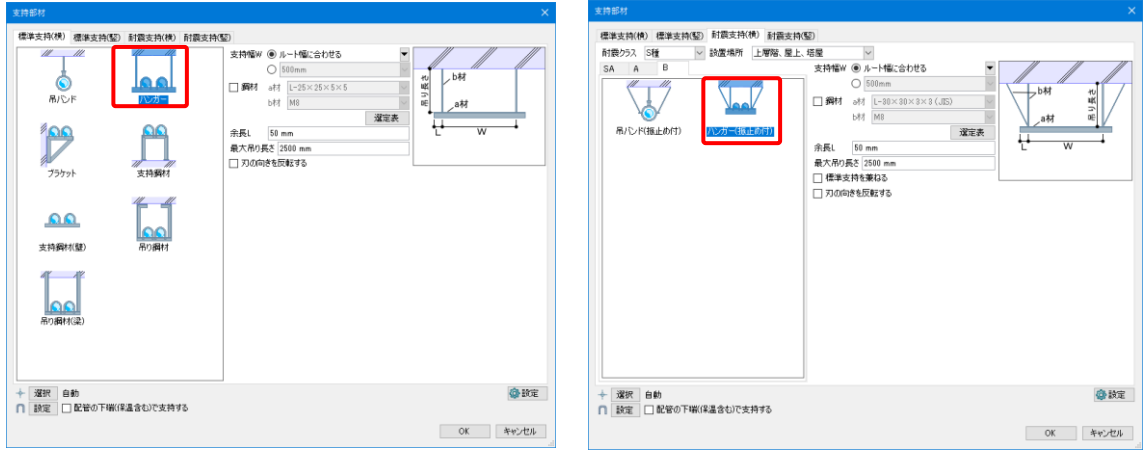 支持部材
標準支持(横) 標準支持(竪) 耐震支持(横) 耐震支持(竪)
吊バンド
ハンガー
ブラケット
支持鋼材
支持鋼材(壁)
吊り鋼材
吊り鋼材(梁)
支持幅W
ルート幅に合わせる
500mm
鋼材 a材 L-25×25×5×5
b材 M8
選定表
余長L 50 mm
最大吊り長さ 2500 mm
刃の向きを反転する
吊り長さ
b材
a材
L W
選択 自動
設定
設定 配管の下端(保温含む)で支持する
OK キャンセル
支持部材
標準支持(横) 標準支持(竪) 耐震支持(横) 耐震支持(竪)
耐震クラス S種 設置場所 上層階、屋上、塔屋
SA A B
吊バンド(振止め付)
ハンガー(振止め付)
支持幅W
ルート幅に合わせる
500mm
鋼材 a材 L-30×30×3×3(JIS)
b材 M8
選定表
余長L 50 mm
最大吊り長さ 2500 mm
標準支持を兼ねる
刃の向きを反転する
b材
吊り長さ
a材
L W
選択 自動
設定
設定 配管の下端(保温含む)で支持する
OK キャンセル